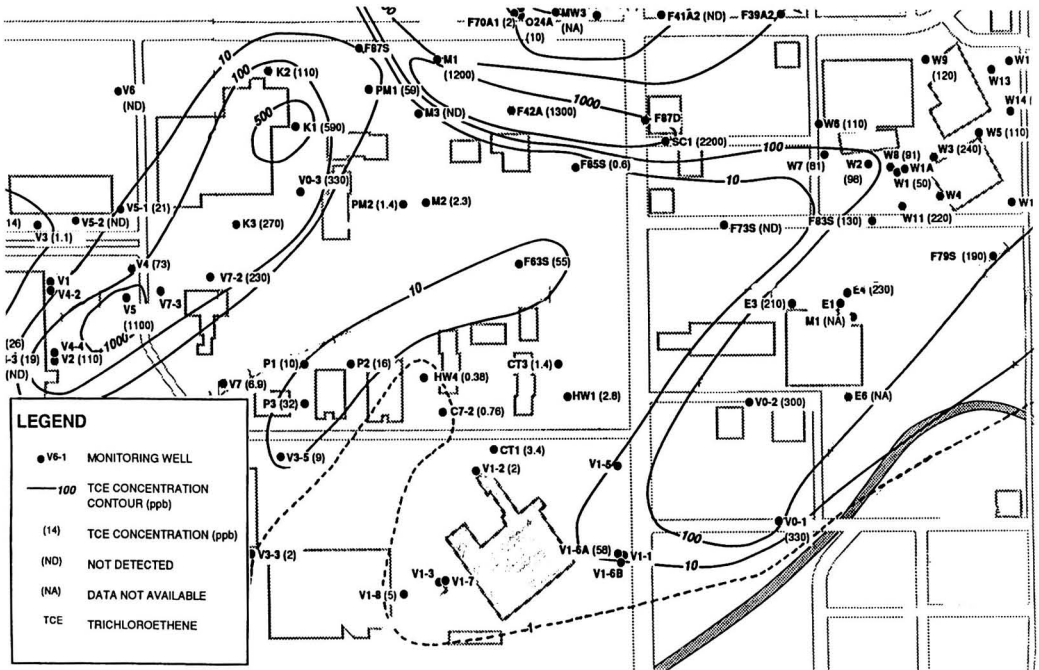 F70A1 (2)
O24A
(10)
MW3
(NA)
F41A2 (ND)
F39A2
10
F87S
M1
(1200)
W9
(120)
W13
100
K2 (110)
V6
(ND)
PM1 (59)
M3 (ND)
F42A (1300)
1000
F87D
W14
500
K1 (590)
W6 (110)
W5 (110)
SC1 (2200)
100
W3 (240)
W7 (81)
W2
(98)
W8 (91)
W1A
W1 (50)
F85S (0.6)
10
V0-3 (330)
W4
PM2 (1.4)
M2 (2.3)
V5-1 (21)
V5-2 (ND)
14)
V3 (1.1)
K3 (270)
W11 (220)
F73S (ND)
F83S (130)
V4 (73)
F63S (55)
F79S (190)
V1
V4-2
V7-2 (230)
V7-3
10
V5
(1100)
1000
E4 (230)
E3 (210)
E1
M1 (NA)
(26)
-3 (19)
(ND)
V4-4
V2 (110)
P1 (10)
P2 (16)
CT3 (1.4)
V7 (6.9)
HW4 (0.38)
HW1 (2.8)
E6 (NA)
P3 (32)
C7-2 (0.76)
V0-2 (300)
V3-5 (9)
CT1 (3.4)
V1-2 (2)
V1-5
V0-1
(330)
100
10
V3-3 (2)
V1-6A (58)
V1-1
V1-6B
V1-3
V1-7
V1-8 (5)
LEGEND
V6-1 MONITORING WELL
100 TCE CONCENTRATION
CONTOUR (ppb)
(14) TCE CONCENTRATION (ppb)
(ND) NOT DETECTED
(NA) DATA NOT AVAILABLE
TCE TRICHLOROETHENE